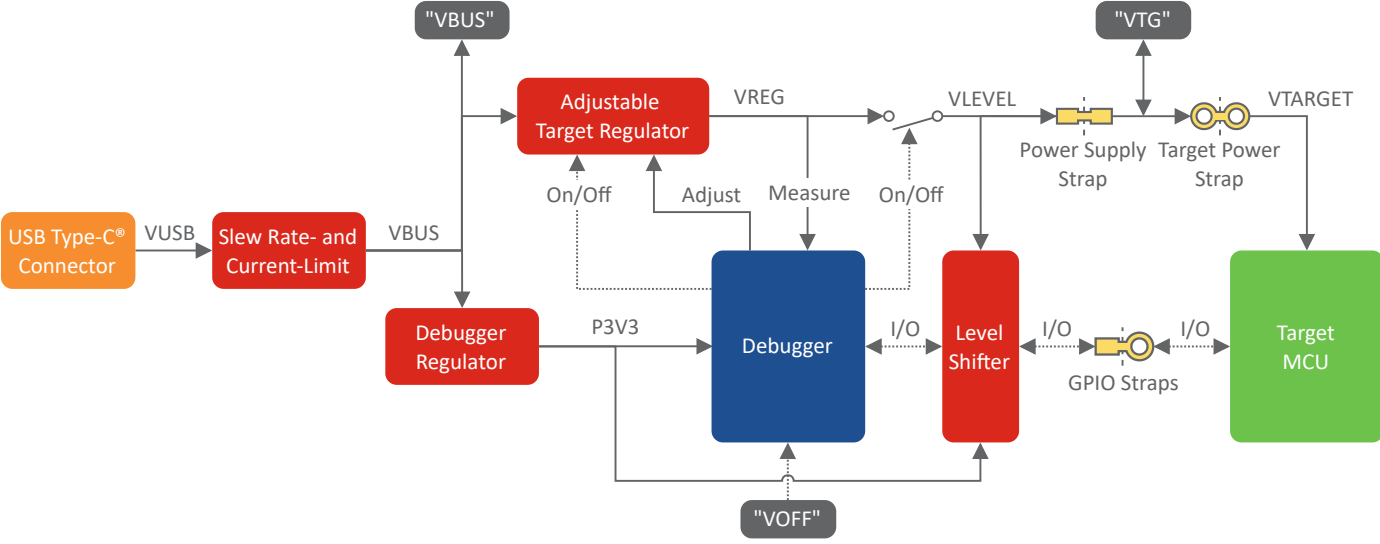 "VBUS"
"VTG"
Adjustable
Target Regulator
VREG
VLEVEL
VTARGET
Power Supply
Strap
Target Power
Strap
On/Off
Adjust
Measure
On/Off
USB Type-C®
Connector
VUSB
Slew Rate- and
Current-Limit
VBUS
Debugger
Regulator
P3V3
Debugger
I/O
Level
Shifter
I/O
GPIO Straps
I/O
Target
MCU
"VOFF"